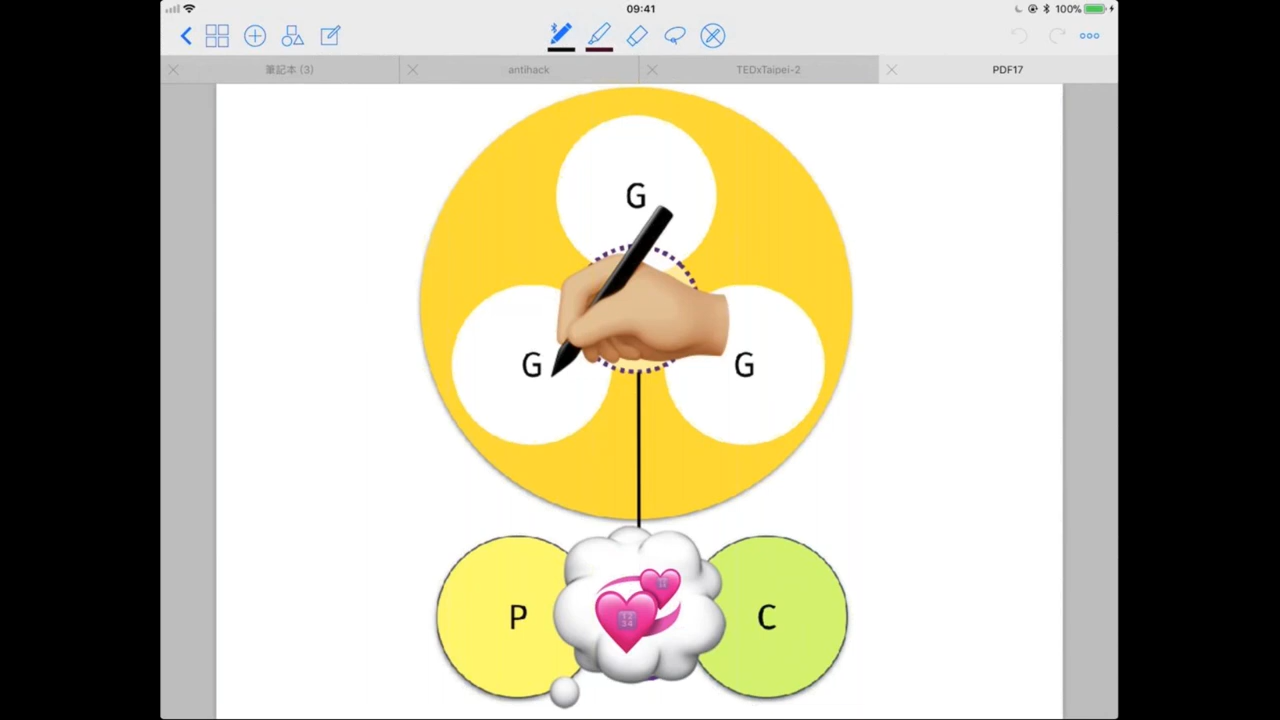 09:41
100%
筆記本 (3)
antihack
TEDxTaipei-2
PDF17
G
G
G
P
C